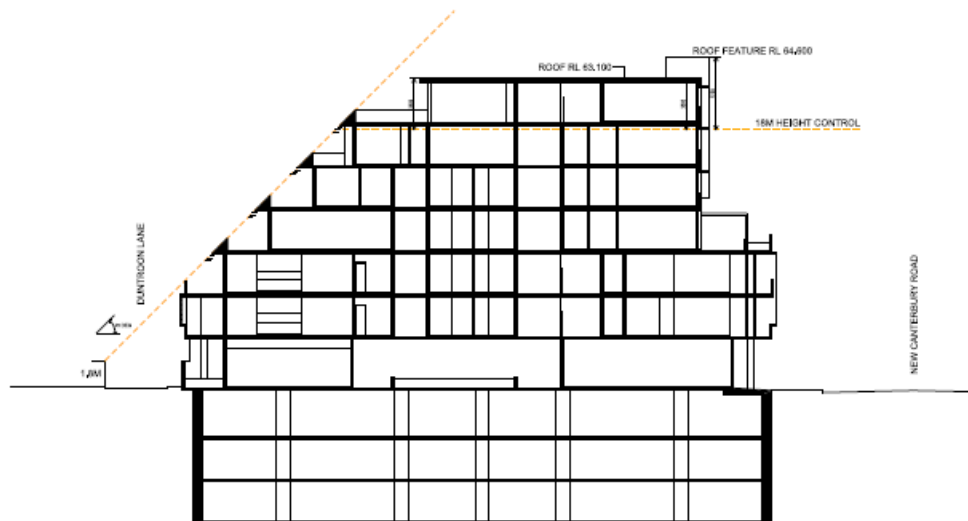 ROOF FEATURE RL 64.600
ROOF RL 63.100
18M HEIGHT CONTROL
DUNTROON LANE
NEW CANTERBURY ROAD
1.8M